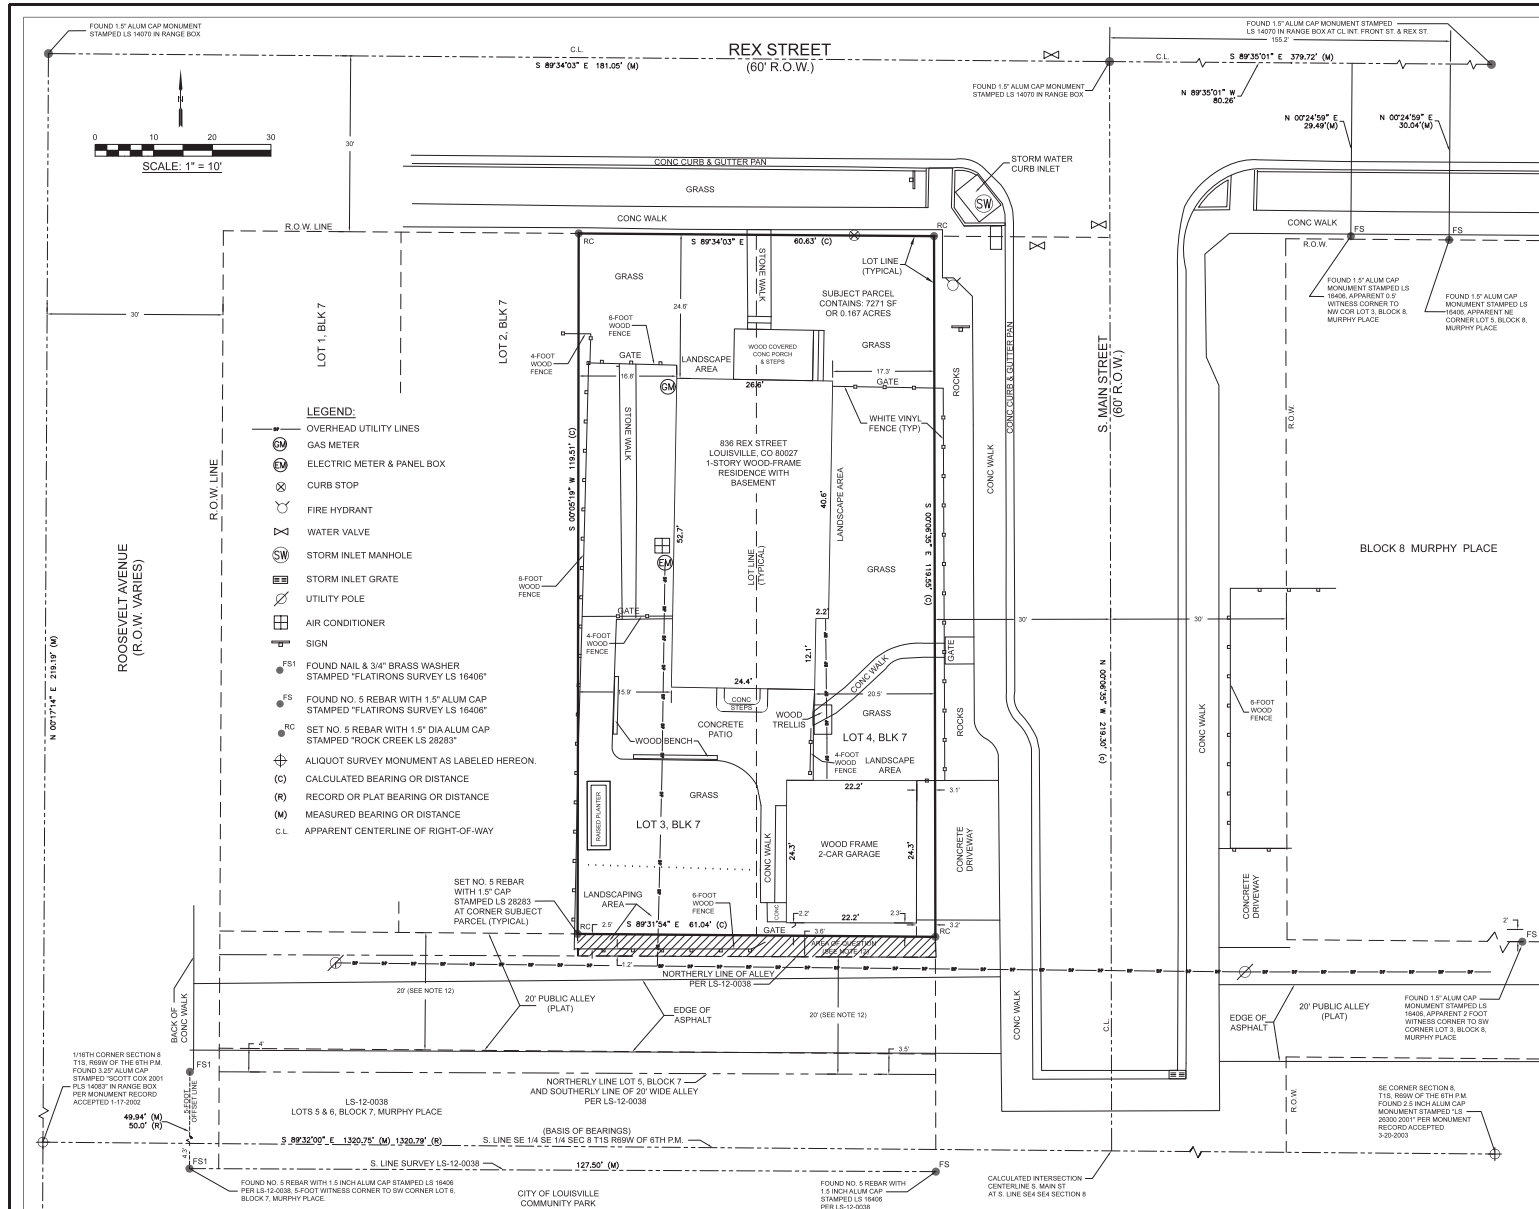 FOUND 1.5" ALUM CAP MONUMENT
STAMPED LS 14070 IN RANGE BOX
C.L.
S 89°34'03" E 181.05' (M)
REX STREET
(60' R.O.W.)
FOUND 1.5" ALUM CAP MONUMENT STAMPED
LS 14070 IN RANGE BOX AT CL INT. FRONT ST. & REX ST.
155.2'
C.L.
S 89°35'01" E 379.72' (M)
FOUND 1.5" ALUM CAP MONUMENT
STAMPED LS 14070 IN RANGE BOX
N 89°35'01" W
80.26'
N 00°24'59" E
29.49'(M)
N 00°24'59" E
30.04'(M)
N
0 10 20 30
SCALE: 1" = 10'
30'
CONC CURB & GUTTER PAN
GRASS
CONC WALK
STORM WATER
CURB INLET
SW
R.O.W. LINE
RC
S 89°34'03" E 60.63' (C)
RC
CONC WALK
FS
FS
R.O.W.
LOT LINE
(TYPICAL)
GRASS
STONE WALK
SUBJECT PARCEL
CONTAINS: 7271 SF
OR 0.167 ACRES
24.6'
FOUND 1.5" ALUM CAP
MONUMENT STAMPED LS
16406, APPARENT 0.5'
WITNESS CORNER TO
NW COR LOT 3, BLOCK 8,
MURPHY PLACE
FOUND 1.5" ALUM CAP
MONUMENT STAMPED LS
16406, APPARENT NE
CORNER LOT 5, BLOCK 8,
MURPHY PLACE
30'
LOT 1, BLK 7
LOT 2, BLK 7
6-FOOT
WOOD
FENCE
GATE
4-FOOT
WOOD
FENCE
LANDSCAPE
AREA
WOOD COVERED
CONC PORCH
& STEPS
GRASS
16.8'
GM
26.6'
17.3'
GATE
ROCKS
CONC CURB & GUTTER PAN
S. MAIN STREET
(60' R.O.W.)
R.O.W.
WHITE VINYL
FENCE (TYP)
LEGEND:
OVERHEAD UTILITY LINES
GM GAS METER
EM ELECTRIC METER & PANEL BOX
CURB STOP
FIRE HYDRANT
WATER VALVE
SW STORM INLET MANHOLE
STORM INLET GRATE
UTILITY POLE
AIR CONDITIONER
SIGN
FS1 FOUND NAIL & 3/4" BRASS WASHER
STAMPED "FLATIRONS SURVEY LS 16406"
FS FOUND NO. 5 REBAR WITH 1.5" ALUM CAP
STAMPED "FLATIRONS SURVEY LS 16406"
RC SET NO. 5 REBAR WITH 1.5" DIA ALUM CAP
STAMPED "ROCK CREEK LS 28283"
ALIQUOT SURVEY MONUMENT AS LABELED HEREON.
(C) CALCULATED BEARING OR DISTANCE
(R) RECORD OR PLAT BEARING OR DISTANCE
(M) MEASURED BEARING OR DISTANCE
C.L. APPARENT CENTERLINE OF RIGHT-OF-WAY
R.O.W. LINE
ROOSEVELT AVENUE
(R.O.W. VARIES)
N 00°17'14" E 219.19' (M)
S 00°05'19" W 119.51' (C)
STONE WALK
836 REX STREET
LOUISVILLE, CO 80027
1-STORY WOOD-FRAME
RESIDENCE WITH
BASEMENT
52.7'
40.6'
LANDSCAPE AREA
CONC WALK
S 00°06'35" E 119.55' (C)
LOT LINE
(TYPICAL)
EM
GRASS
BLOCK 8 MURPHY PLACE
6-FOOT
WOOD
FENCE
GATE
2.2'
4-FOOT
WOOD
FENCE
12.1'
CONC WALK
GATE
30'
30'
N 00°06'35" W 219.30' (c)
15.9'
24.4'
CONC
STEPS
20.5'
WOOD
TRELLIS
GRASS
ROCKS
CONCRETE
PATIO
WOOD BENCH
LOT 4, BLK 7
4-FOOT
WOOD
FENCE
LANDSCAPE
AREA
6-FOOT
WOOD
FENCE
CONC WALK
22.2'
3.1'
GRASS
RAISED PLANTER
LOT 3, BLK 7
CONC WALK
24.3'
WOOD FRAME
2-CAR GARAGE
24.3'
CONCRETE
DRIVEWAY
CONCRETE
DRIVEWAY
SET NO. 5 REBAR
WITH 1.5" CAP
STAMPED LS 28283
AT CORNER SUBJECT
PARCEL (TYPICAL)
LANDSCAPING
AREA
6-FOOT
WOOD
FENCE
CONC
2.2'
22.2'
2.3'
RC
2.5'
S 89°31'54" E 61.04' (C)
GATE
3.6'
3.2'
RC
2'
FS
AREA OF QUESTION
(SEE NOTE 12)
1.2'
NORTHERLY LINE OF ALLEY
PER LS-12-0038
20' (SEE NOTE 12)
20' PUBLIC ALLEY
(PLAT)
EDGE OF
ASPHALT
20' (SEE NOTE 12)
BACK OF
CONC WALK
CONC WALK
C.L.
EDGE OF
ASPHALT
20' PUBLIC ALLEY
(PLAT)
FOUND 1.5" ALUM CAP
MONUMENT STAMPED LS
16406, APPARENT 2 FOOT
WITNESS CORNER TO SW
CORNER LOT 3, BLOCK 8,
MURPHY PLACE
4'
3.5'
1/16TH CORNER SECTION 8
T1S, R69W OF THE 6TH P.M.
FOUND 3.25" ALUM CAP
STAMPED "SCOTT COX 2001
PLS 14083" IN RANGE BOX
PER MONUMENT RECORD
ACCEPTED 1-17-2002
FS1
5-FOOT
OFFSET LINE
NORTHERLY LINE LOT 5, BLOCK 7
AND SOUTHERLY LINE OF 20' WIDE ALLEY
PER LS-12-0038
LS-12-0038
LOTS 5 & 6, BLOCK 7, MURPHY PLACE
49.94' (M)
50.0' (R)
R.O.W.
SE CORNER SECTION 8,
T1S, R69W OF THE 6TH P.M.
FOUND 2.5 INCH ALUM CAP
MONUMENT STAMPED "LS
26300 2001" PER MONUMENT
RECORD ACCEPTED
3-20-2003
(BASIS OF BEARINGS)
S 89°32'00" E 1320.75' (M) 1320.79' (R)
S. LINE SE 1/4 SE 1/4 SEC 8 T1S R69W OF 6TH P.M.
4.3'
FS1
S. LINE SURVEY LS-12-0038
127.50' (M)
FS
FOUND NO. 5 REBAR WITH 1.5 INCH ALUM CAP STAMPED LS 16406
PER LS-12-0038, 5-FOOT WITNESS CORNER TO SW CORNER LOT 6,
BLOCK 7, MURPHY PLACE.
CITY OF LOUISVILLE
COMMUNITY PARK
FOUND NO. 5 REBAR WITH
1.5 INCH ALUM CAP
STAMPED LS 16406
PER LS-12-0038
CALCULATED INTERSECTION
CENTERLINE S. MAIN ST
AT S. LINE SE4 SE4 SECTION 8